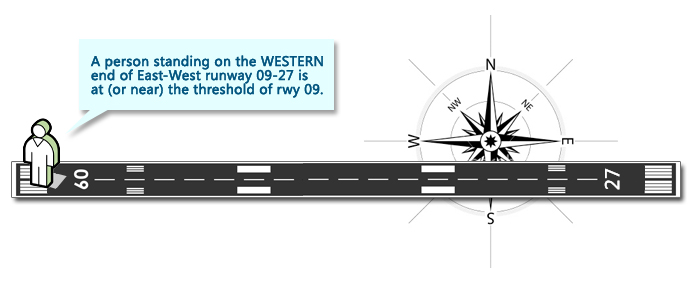 A person standing on the WESTERN
end of East-West runway 09-27 is
at (or near) the threshold of rwy 09.
N
NW
NE
W
E
09
27
S